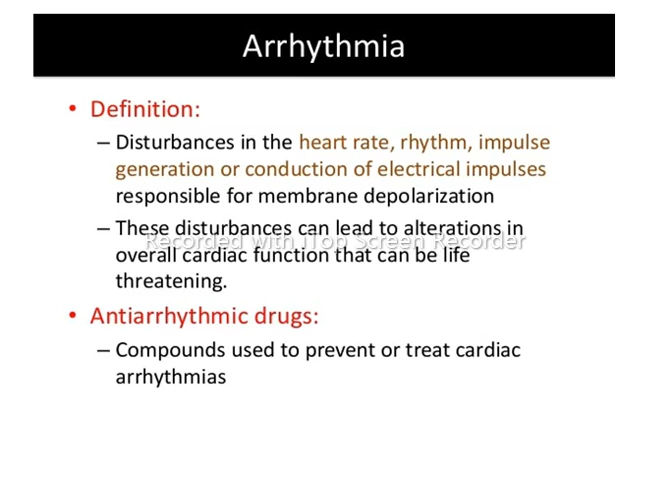 Arrhythmia
• Definition:
– Disturbances in the heart rate, rhythm, impulse
generation or conduction of electrical impulses
responsible for membrane depolarization
– These disturbances can lead to alterations in
Recorded with iTop Screen Recorder
overall cardiac function that can be life
threatening.
• Antiarrhythmic drugs:
– Compounds used to prevent or treat cardiac
arrhythmias